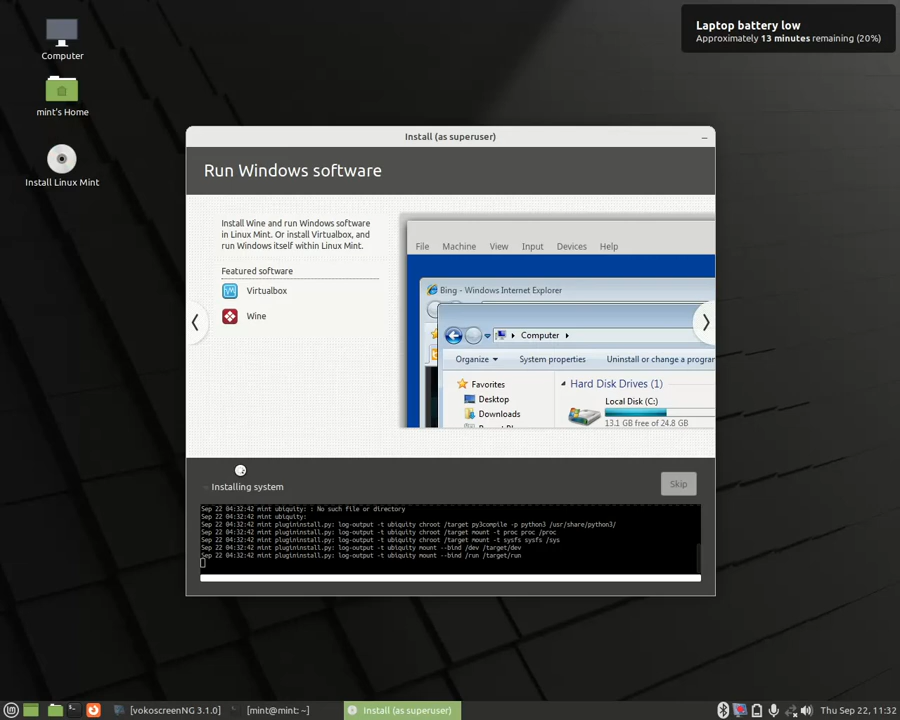 Laptop battery low
Approximately 13 minutes remaining (20%)
Computer
mint's Home
Install Linux Mint
Install (as superuser)
Run Windows software
Install Wine and run Windows software
in Linux Mint. Or install Virtualbox, and
run Windows itself within Linux Mint.
Featured software
Virtualbox
Wine
File Machine View Input Devices Help
Bing - Windows Internet Explorer
Computer
Organize System properties Uninstall or change a program
Favorites
Desktop
Downloads
Hard Disk Drives (1)
Local Disk (C:)
13.1 GB free of 24.8 GB
Installing system
Skip
Sep 22 04:32:42 mint ubiquity: : No such file or directory
Sep 22 04:32:42 mint ubiquity:
Sep 22 04:32:42 mint plugininstall.py: log-output -t ubiquity chroot /target py3compile -p python3 /usr/share/python3/
Sep 22 04:32:42 mint plugininstall.py: log-output -t ubiquity chroot /target mount -t proc proc /proc
Sep 22 04:32:42 mint plugininstall.py: log-output -t ubiquity chroot /target mount -t sysfs sysfs /sys
Sep 22 04:32:42 mint plugininstall.py: log-output -t ubiquity mount --bind /dev /target/dev
Sep 22 04:32:42 mint plugininstall.py: log-output -t ubiquity mount --bind /run /target/run
[vokoscreenNG 3.1.0] [mint@mint: ~] Install (as superuser) Thu Sep 22, 11:32